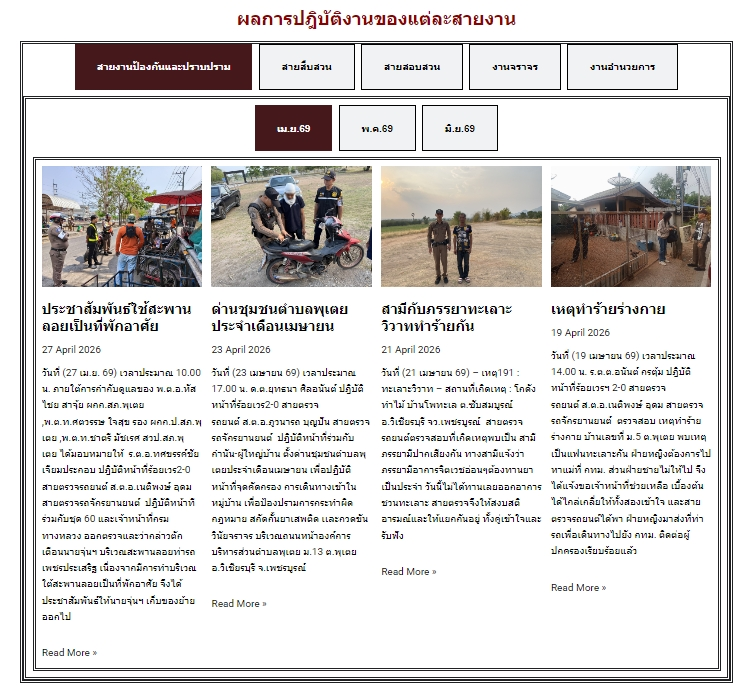 ผลการปฏิบัติงานของแต่ละสายงาน
สายงานป้องกันและปราบปราม สายสืบสวน สายสอบสวน งานจราจร งานอำนวยการ
เม.ย.69 พ.ค.69 มิ.ย.69
ประชาสัมพันธ์ใช้สะพาน
ลอยเป็นที่พักอาศัย
27 April 2026
วันที่ (27 เม.ย. 69) เวลาประมาณ 10.00
น. ภายใต้การกำกับดูแลของ พ.ต.อ.ทัส
ไชย สาจุ้ย ผกก.สภ.พุเตย
,พ.ต.ท.ศตวรรษ ใจสุข รอง ผกก.ป.สภ.พุ
เตย ,พ.ต.ท.ชาตรี มัชเรศ สวป.สภ.พุ
เตย ได้มอบหมายให้ ร.ต.อ.ทศธรรศ์ชัย
เจียมประกอบ ปฏิบัติหน้าที่ร้อยเวร2-0
สายตรวจรถยนต์ ส.ต.อ.เนติพงษ์ อุดม
สายตรวจรถจักรยานยนต์ ปฏิบัติหน้าที่
ร่วมกับชุด 60 และเจ้าหน้าที่กรม
ทางหลวง ออกตรวจและว่ากล่าวตัก
เตือนนายจุ่นฯ บริเวณสะพานลอยท่ารถ
เพชรประเสริฐ เนื่องจากมีการทำบริเวณ
ใต้สะพานลอยเป็นที่พักอาศัย จึงได้
ประชาสัมพันธ์ให้นายจุ่นฯ เก็บของย้าย
ออกไป
Read More »
ด่านชุมชนตำบลพุเตย
ประจำเดือนเมษายน
23 April 2026
วันที่ (23 เมษายน 69) เวลาประมาณ
17.00 น. ด.ต.ยุทธนา ศิลอนันต์ ปฏิบัติ
หน้าที่ร้อยเวร2-0 สายตรวจ
รถยนต์ ส.ต.อ.ภูวนารถ บุญปัน สายตรวจ
รถจักรยานยนต์ ปฏิบัติหน้าที่ร่วมกับ
กำนัน-ผู้ใหญ่บ้าน ตั้งด่านชุมชนตำบลพุ
เตยประจำเดือนเมษายน เพื่อปฏิบัติ
หน้าที่จุดคัดกรอง การเดินทางเข้าใน
หมู่บ้าน เพื่อป้องปรามการกระทำผิด
กฎหมาย สกัดกั้นยาเสพติด และกวดขัน
วินัยจราจร บริเวณถนนหน้าองค์การ
บริหารส่วนตำบลพุเตย ม.13 ต.พุเตย
อ.วิเชียรบุรี จ.เพชรบูรณ์
Read More »
สามีกับภรรยาทะเลาะ
วิวาททำร้ายกัน
21 April 2026
วันที่ (21 เมษายน 69) – เหตุ191 :
ทะเลาะวิวาท – สถานที่เกิดเหตุ : โกดัง
ทำไม้ บ้านโพทะเล ต.ซับสมบูรณ์
อ.วิเชียรบุรี จว.เพชรบูรณ์ สายตรวจ
รถยนต์ตรวจสอบที่เกิดเหตุพบเป็น สามี
ภรรยามีปากเสียงกัน ทางสามีแจ้งว่า
ภรรยามีอาการจิตเวชอ่อนๆต้องทานยา
เป็นประจำ วันนี้ไม่ได้ทานเลยออกอาการ
ชวนทะเลาะ สายตรวจจึงให้สงบสติ
อารมณ์และให้แยกกันอยู่ ทั้งคู่เข้าใจและ
รับฟัง
Read More »
เหตุทำร้ายร่างกาย
19 April 2026
วันที่ (19 เมษายน 69) เวลาประมาณ
14.00 น. ร.ต.ต.อนันต์ กรตุ้ม ปฏิบัติ
หน้าที่ร้อยเวรฯ 2-0 สายตรวจ
รถยนต์ ส.ต.อ.เนติพงษ์ อุดม สายตรวจ
รถจักรยานยนต์ ตรวจสอบ เหตุทำร้าย
ร่างกาย บ้านเลขที่ ม.5 ต.พุเตย พบเหตุ
เป็นแฟนทะเลาะกัน ฝ่ายหญิงต้องการไป
หาแม่ที่ กทม. ส่วนฝ่ายชายไม่ให้ไป จึง
ได้แจ้งขอเจ้าหน้าที่ช่วยเหลือ เบื้องต้น
ได้ไกล่เกลี่ยให้ทั้งสองเข้าใจ และสาย
ตรวจรถยนต์ได้พา ฝ่ายหญิงมาส่งที่ท่า
รถเพื่อเดินทางไปยัง กทม. ติดต่อผู้
ปกครองเรียบร้อยแล้ว
Read More »